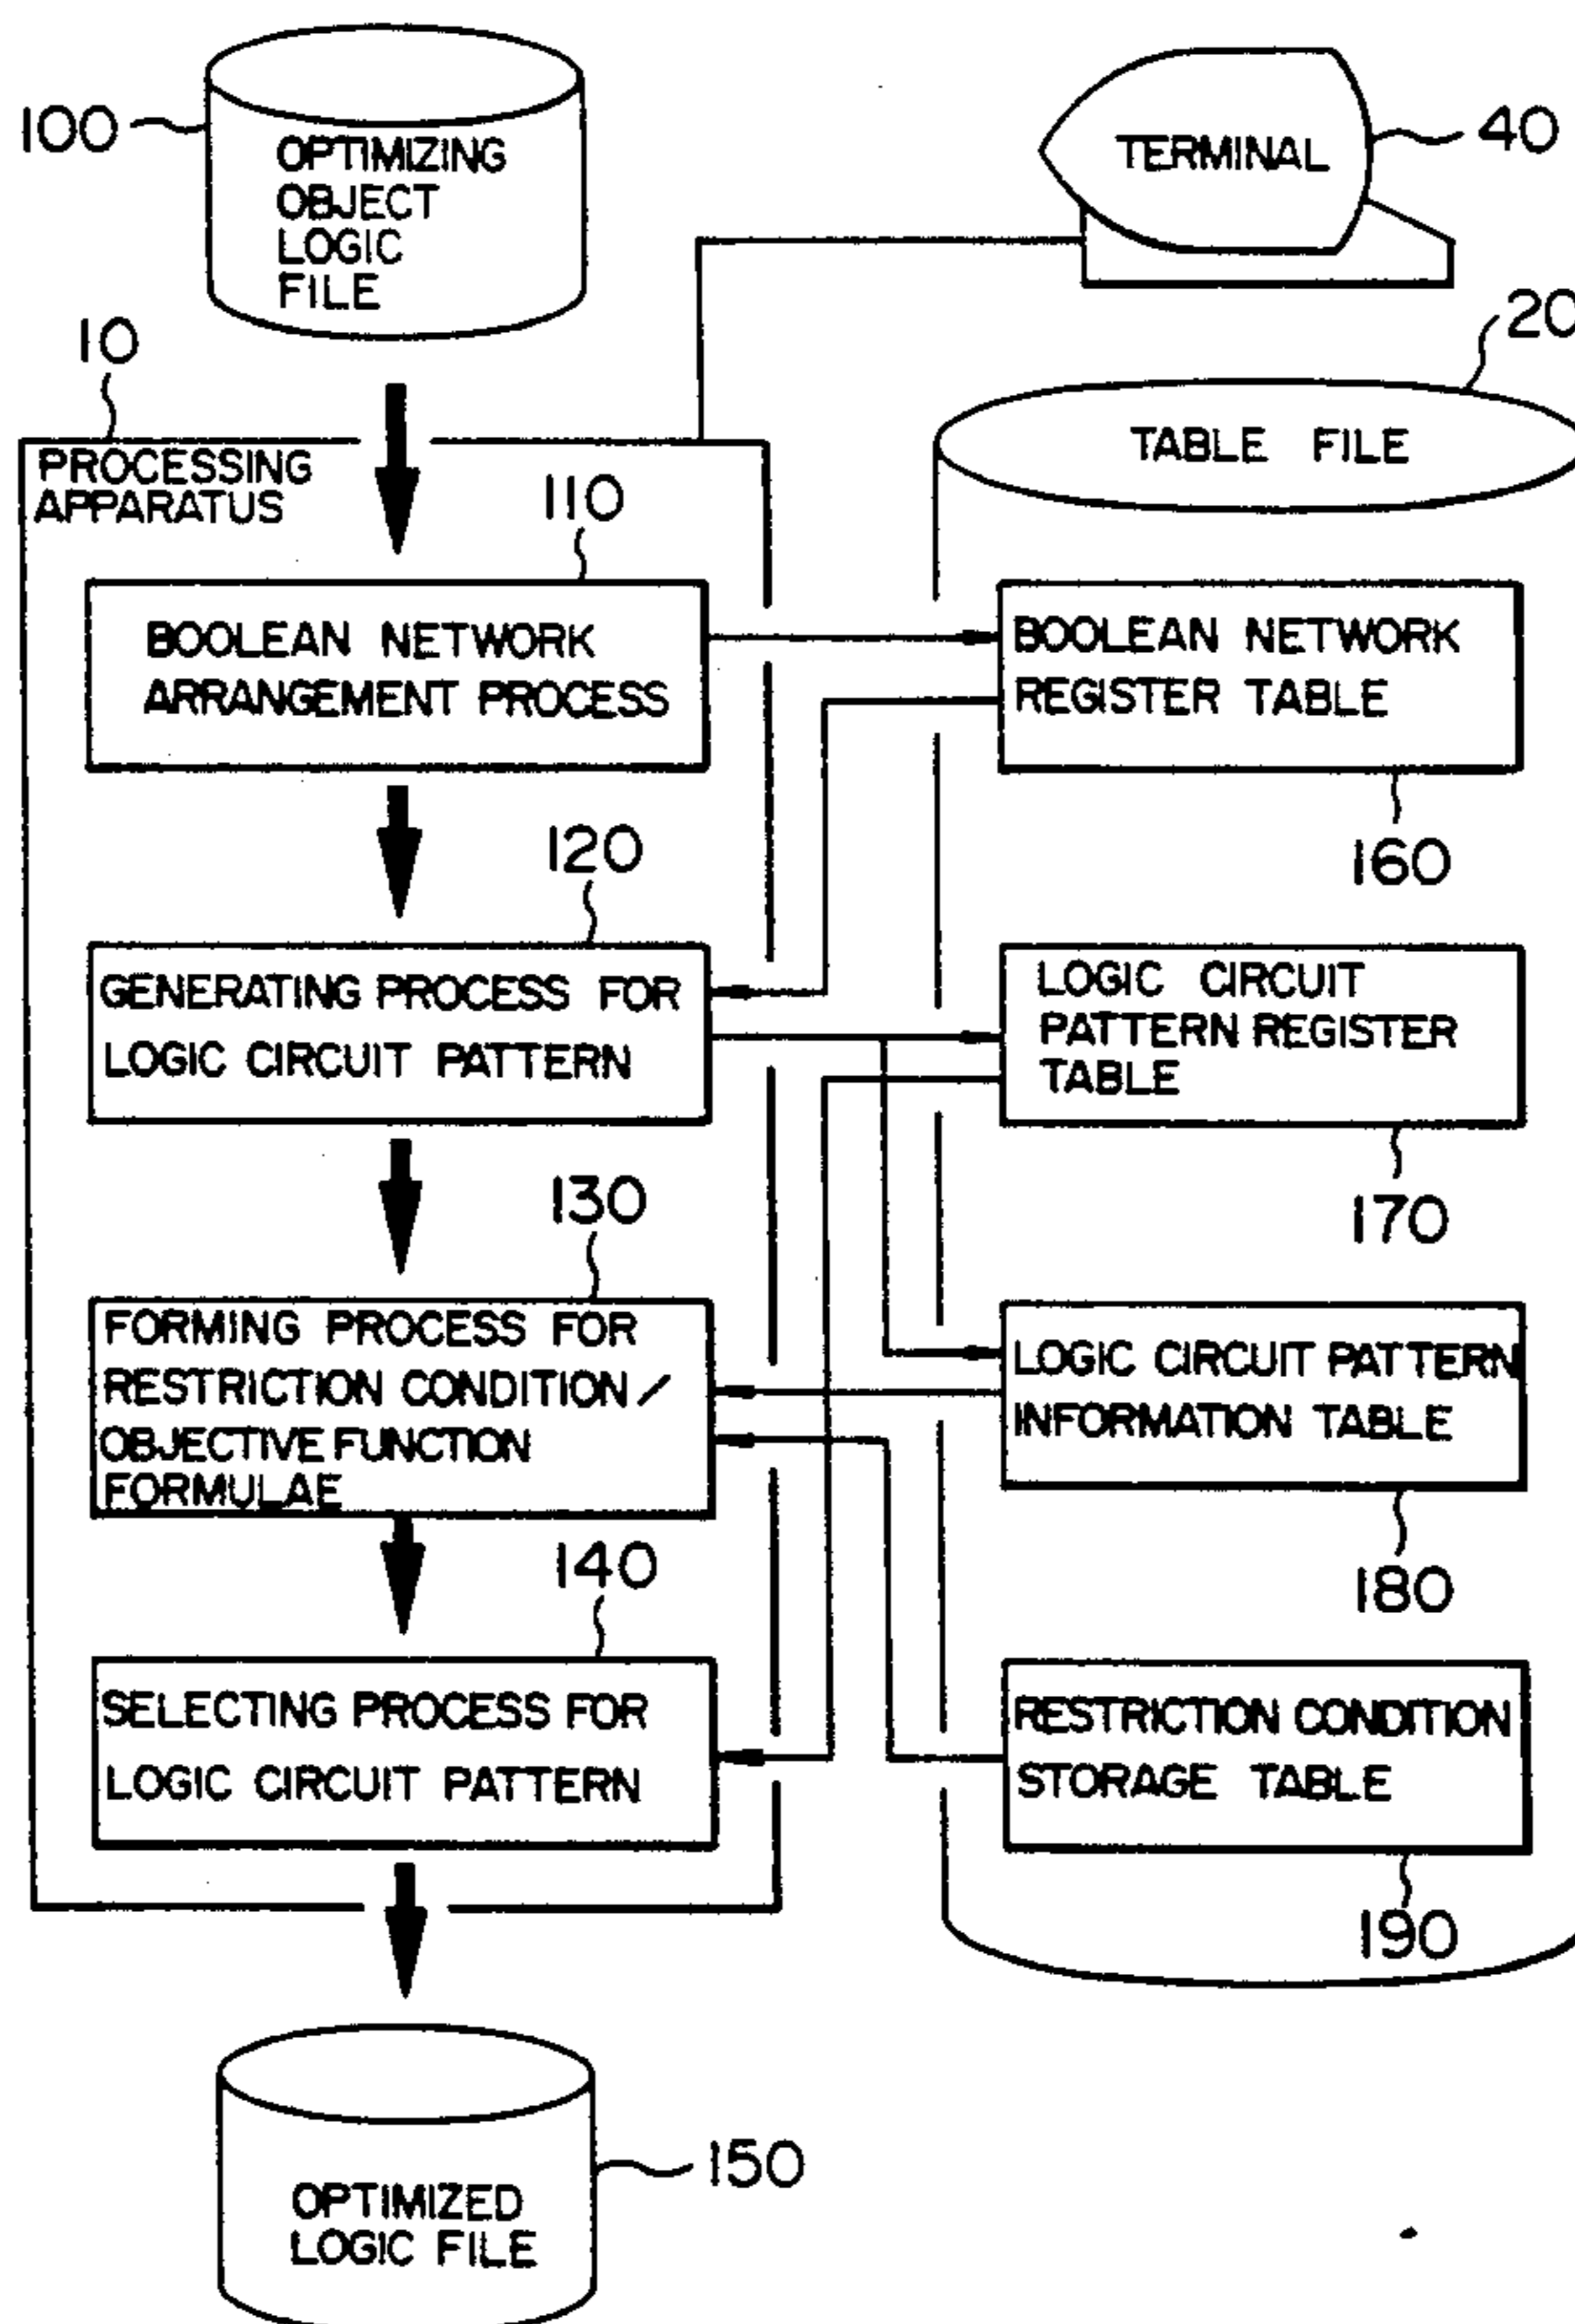 100
OPTIMIZING
OBJECT
LOGIC
FILE
TERMINAL
40
10
20
PROCESSING
APPARATUS
TABLE FILE
110
BOOLEAN NETWORK
ARRANGEMENT PROCESS
BOOLEAN NETWORK
REGISTER TABLE
160
120
GENERATING PROCESS FOR
LOGIC CIRCUIT PATTERN
LOGIC CIRCUIT
PATTERN REGISTER
TABLE
170
130
FORMING PROCESS FOR
RESTRICTION CONDITION /
OBJECTIVE FUNCTION
FORMULAE
LOGIC CIRCUIT PATTERN
INFORMATION TABLE
180
140
SELECTING PROCESS FOR
LOGIC CIRCUIT PATTERN
RESTRICTION CONDITION
STORAGE TABLE
190
150
OPTIMIZED
LOGIC FILE